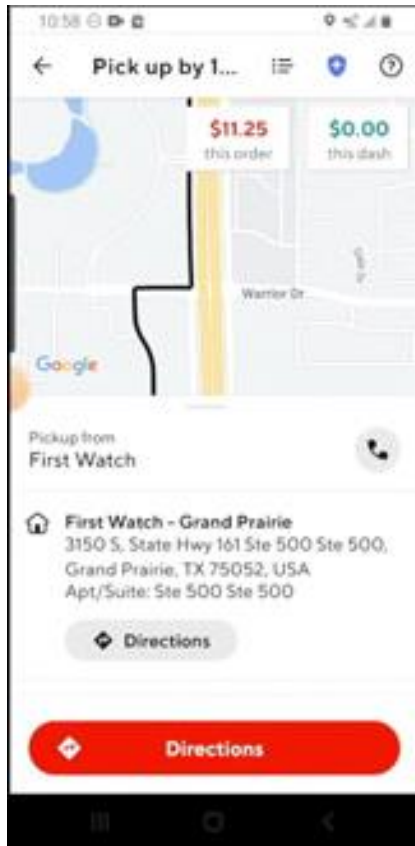 10:58
Pick up by 1...
$11.25
this order
$0.00
this dash
Warrior Dr
Google
Pickup from
First Watch
First Watch - Grand Prairie
3150 S, State Hwy 161 Ste 500 Ste 500,
Grand Prairie, TX 75052, USA
Apt/Suite: Ste 500 Ste 500
Directions
Directions